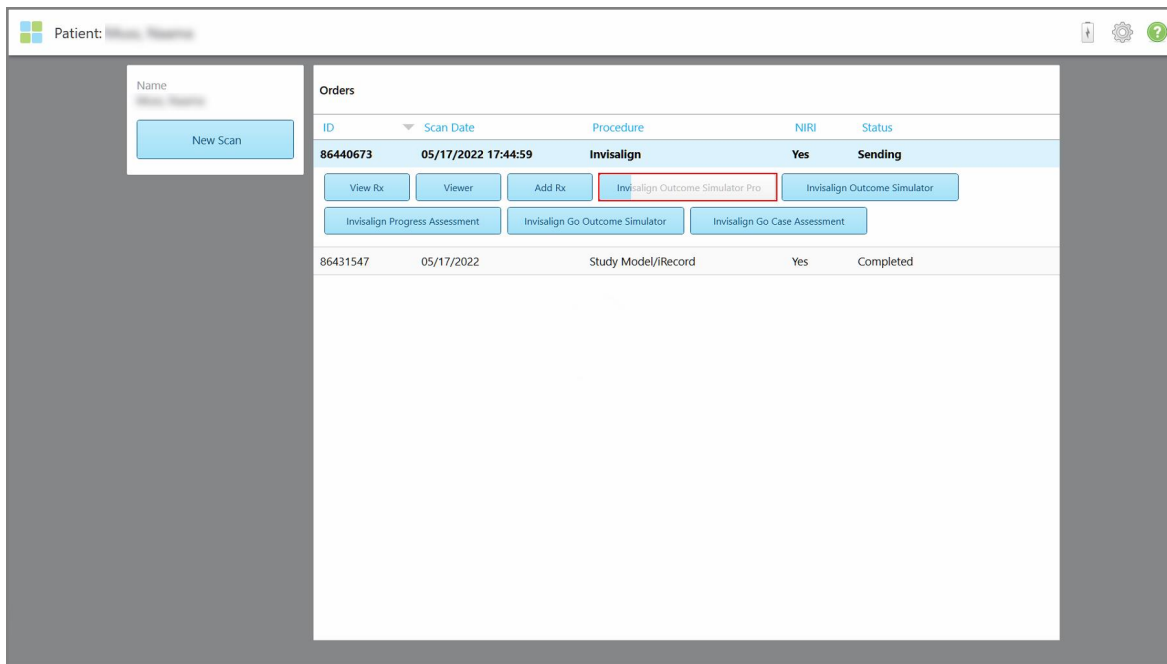 Patient:
Name
New Scan
Orders
ID Scan Date Procedure NIRI Status
86440673 05/17/2022 17:44:59 Invisalign Yes Sending
View Rx Viewer Add Rx Invisalign Outcome Simulator Pro Invisalign Outcome Simulator
Invisalign Progress Assessment Invisalign Go Outcome Simulator Invisalign Go Case Assessment
86431547 05/17/2022 Study Model/iRecord Yes Completed